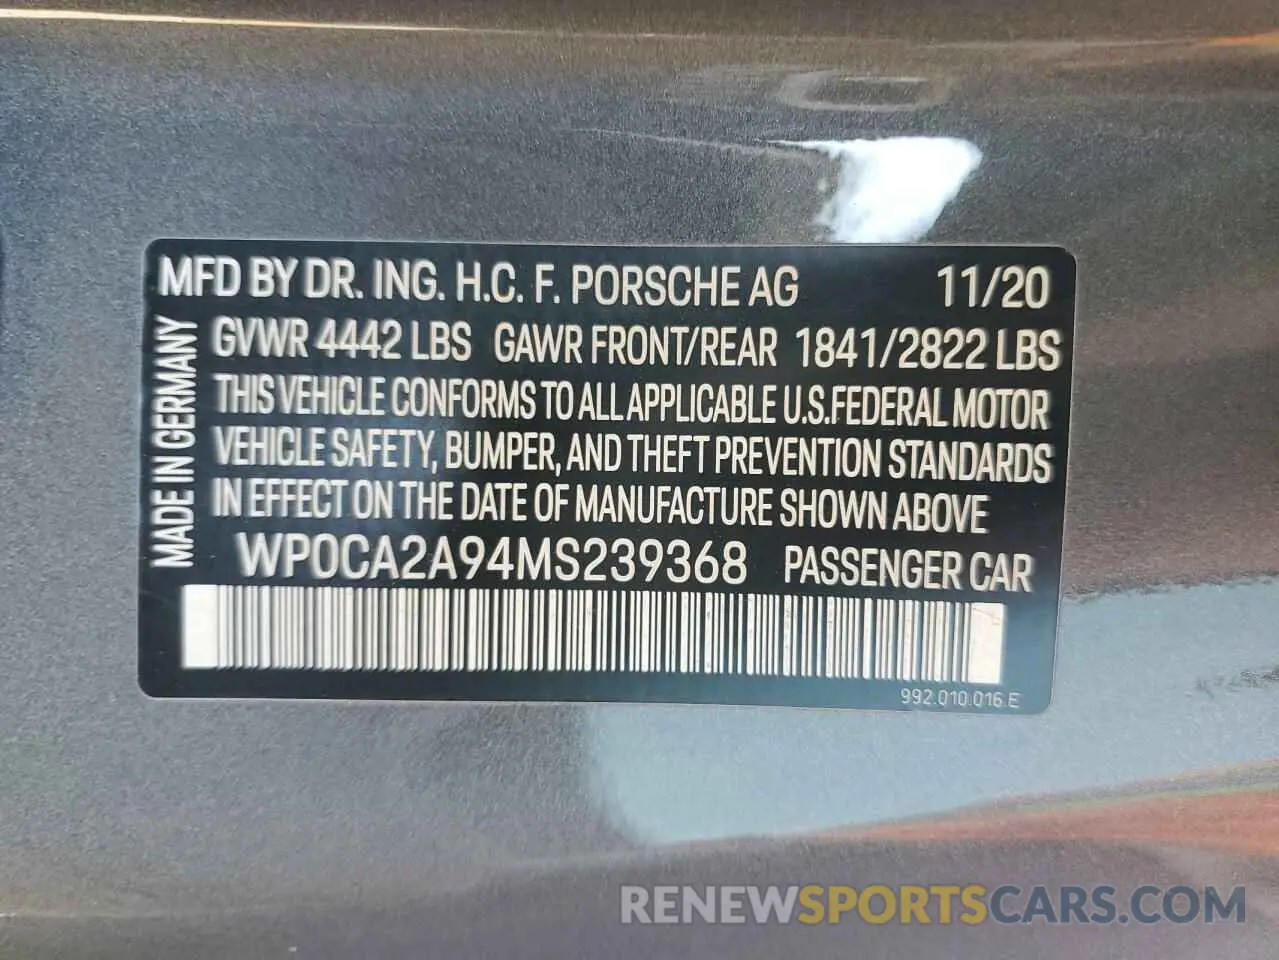 MFD BY DR. ING. H.C. F. PORSCHE AG 11/20
MADE IN GERMANY
GVWR 4442 LBS GAWR FRONT/REAR 1841/2822 LBS
THIS VEHICLE CONFORMS TO ALL APPLICABLE U.S.FEDERAL MOTOR
VEHICLE SAFETY, BUMPER, AND THEFT PREVENTION STANDARDS
IN EFFECT ON THE DATE OF MANUFACTURE SHOWN ABOVE
WP0CA2A94MS239368 PASSENGER CAR
992.010.016.E
RENEWSPORTSCARS.COM